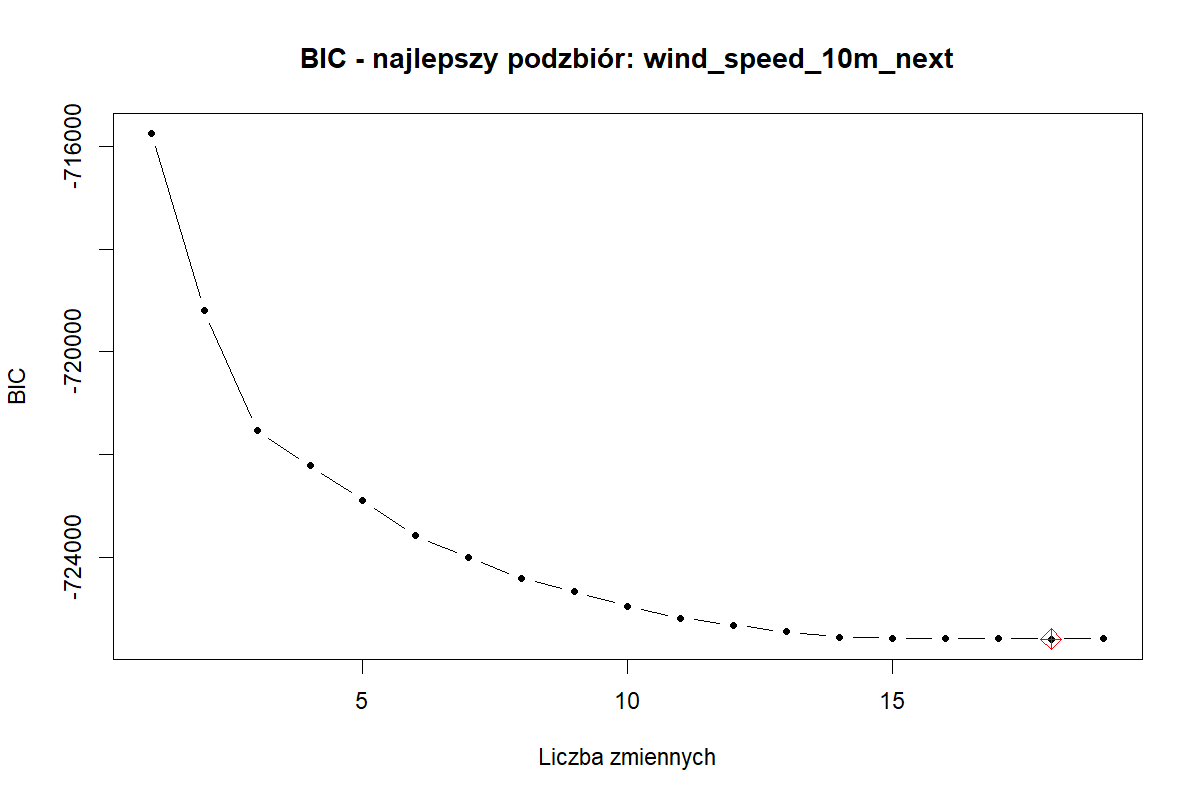 BIC - najlepszy podzbiór: wind_speed_10m_next
-716000
-720000
-724000
BIC
5
10
15
Liczba zmiennych